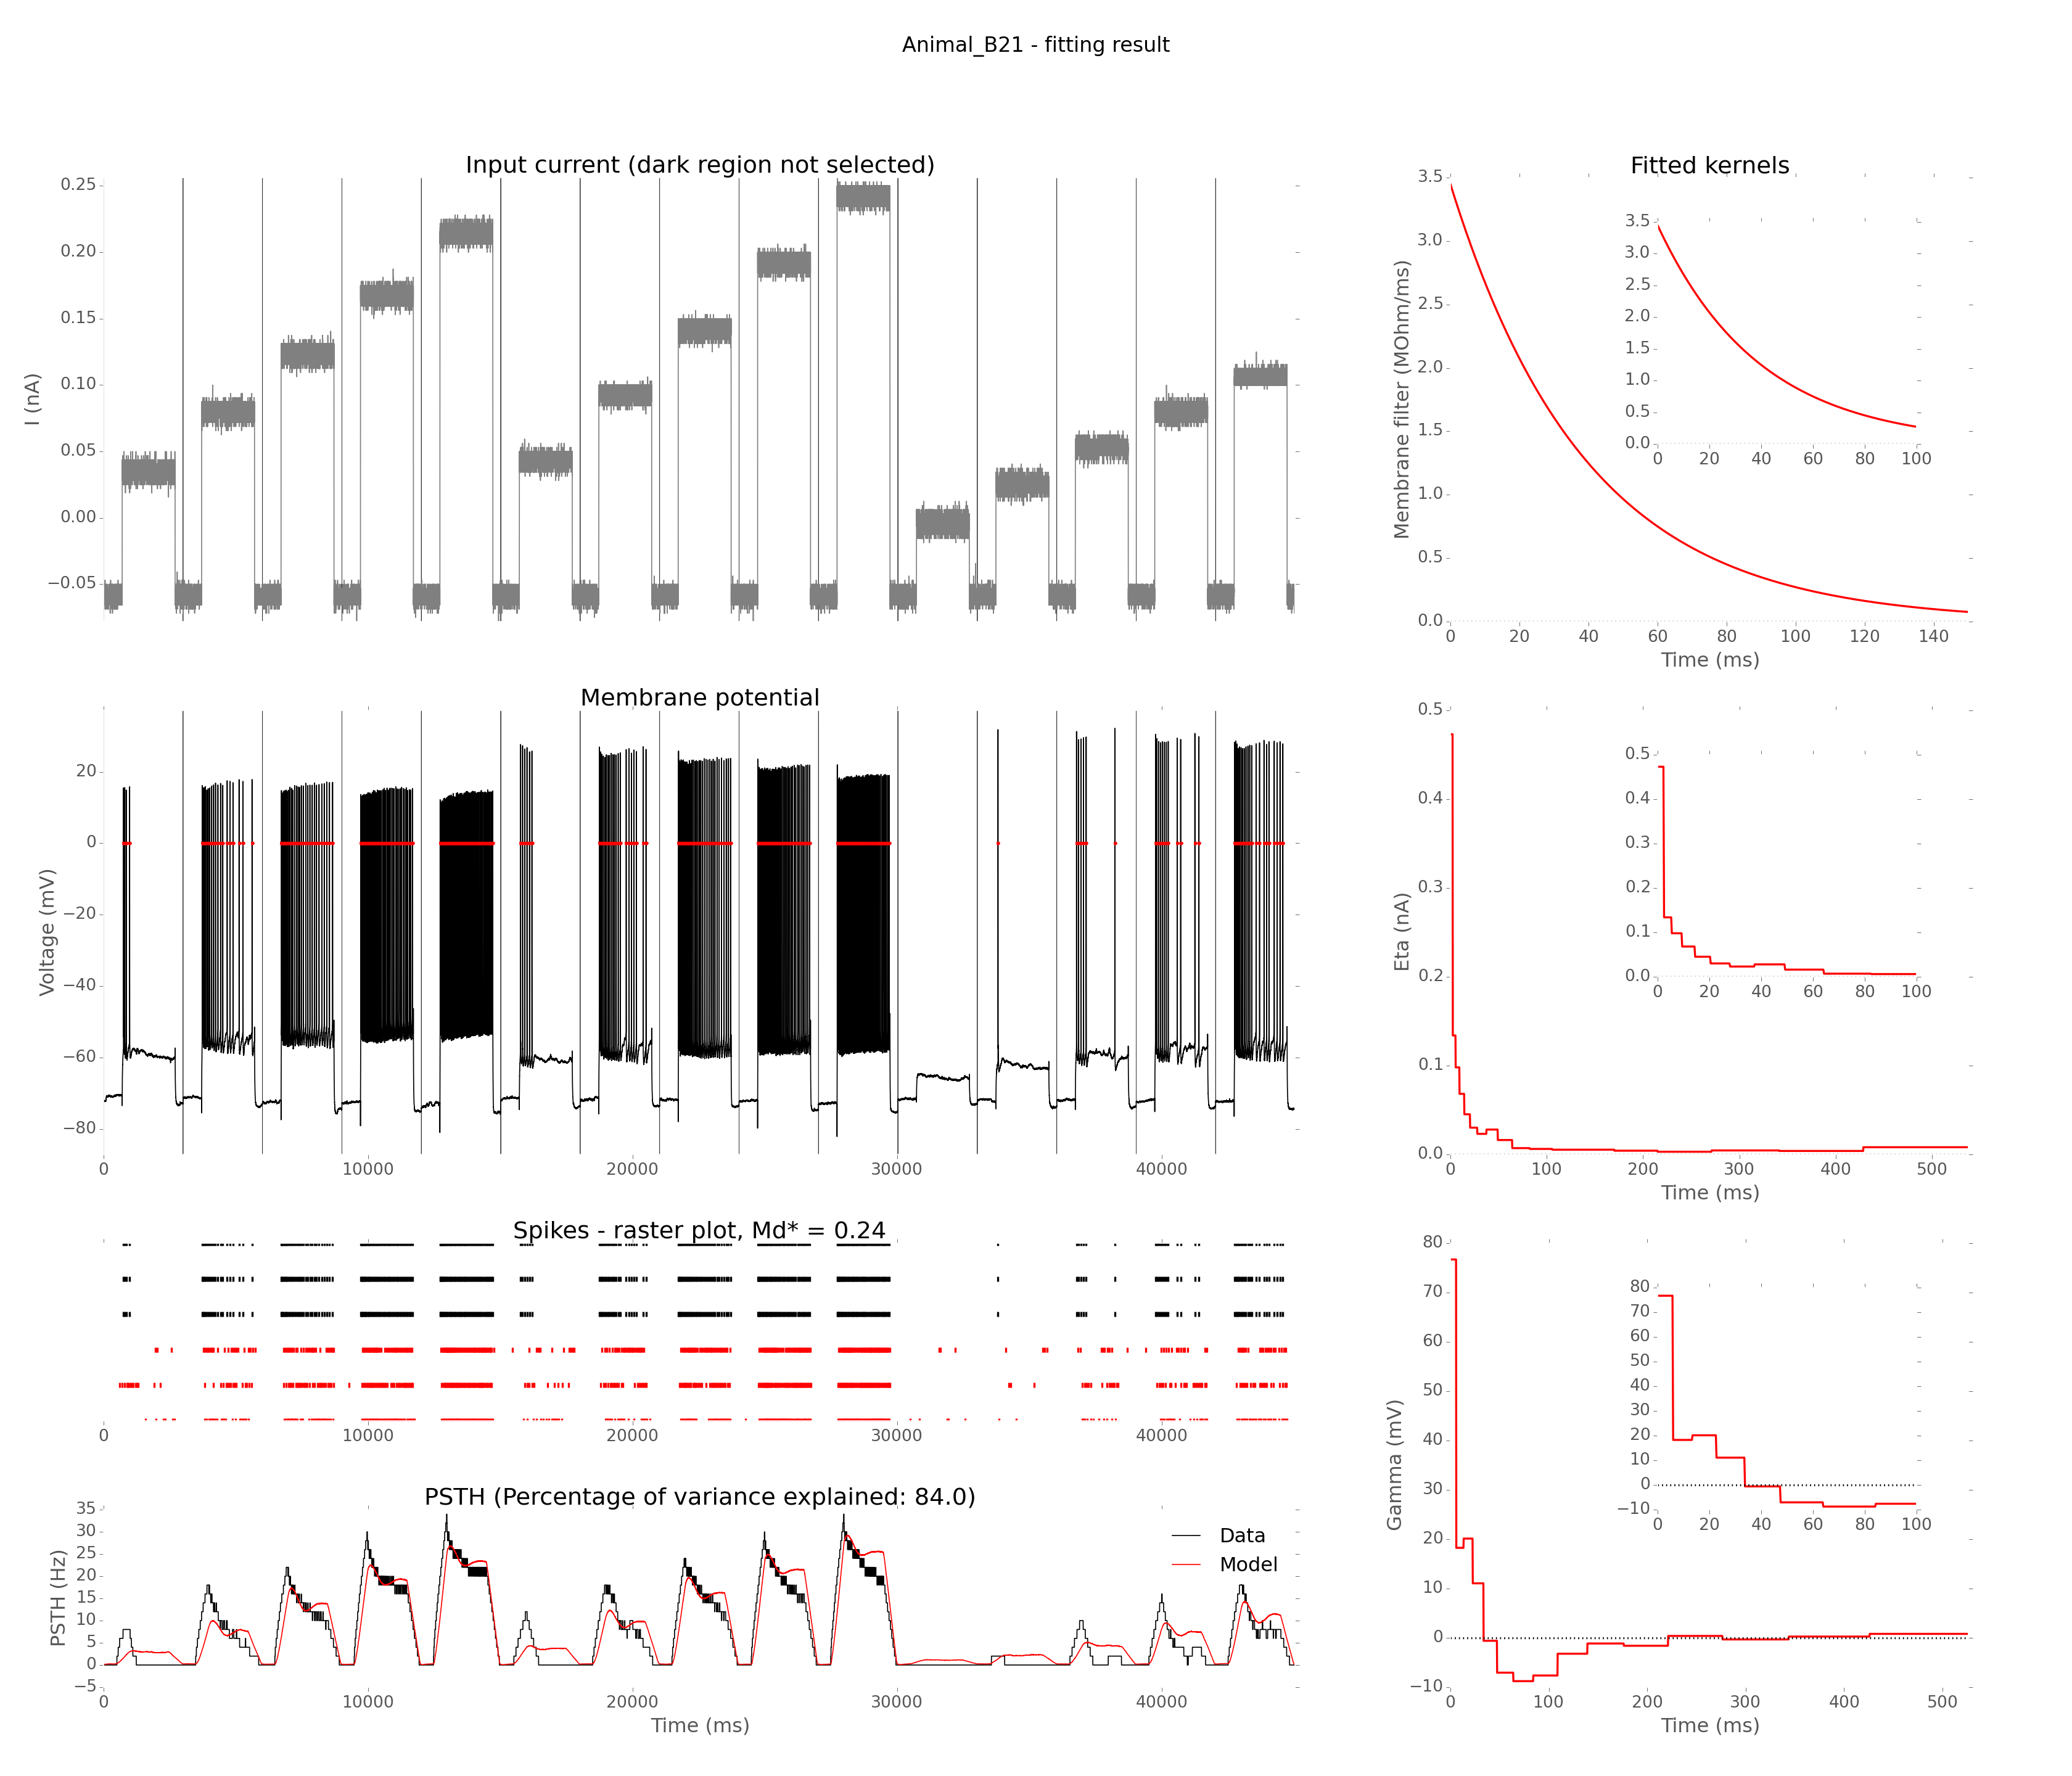 Animal_B21 - fitting result
Input current (dark region not selected)
0.25
0.20
0.15
0.10
0.05
0.00
−0.05
I (nA)
Fitted kernels
3.5
3.0
2.5
2.0
1.5
1.0
0.5
0.0
Membrane filter (MOhm/ms)
0 20 40 60 80 100 120 140
Time (ms)
3.5
3.0
2.5
2.0
1.5
1.0
0.5
0.0
0 20 40 60 80 100
Membrane potential
20
0
−20
−40
−60
−80
Voltage (mV)
0 10000 20000 30000 40000
0.5
0.4
0.3
0.2
0.1
0.0
Eta (nA)
0 100 200 300 400 500
Time (ms)
0.5
0.4
0.3
0.2
0.1
0.0
0 20 40 60 80 100
Spikes - raster plot, Md* = 0.24
0 10000 20000 30000 40000
PSTH (Percentage of variance explained: 84.0)
35
30
25
20
15
10
5
0
−5
PSTH (Hz)
Data
Model
0 10000 20000 30000 40000
Time (ms)
80
70
60
50
40
30
20
10
0
−10
Gamma (mV)
0 100 200 300 400 500
Time (ms)
80
70
60
50
40
30
20
10
0
−10
0 20 40 60 80 100